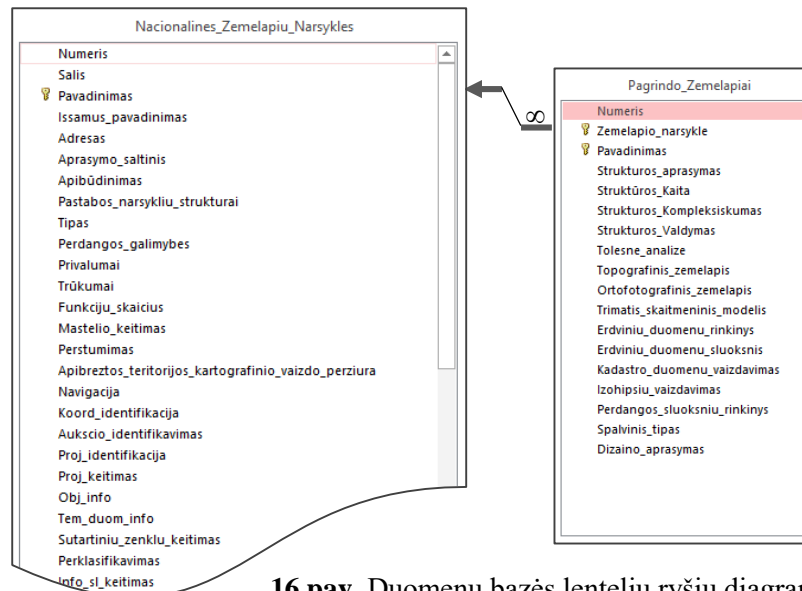 Nacionalines_Zemelapiu_Narsykles
Numeris
Salis
Pavadinimas
Issamus_pavadinimas
Adresas
Aprasymo_saltinis
Apibūdinimas
Pastabos_narsykliu_strukturai
Tipas
Perdangos_galimybes
Privalumai
Trūkumai
Funkciju_skaicius
Mastelio_keitimas
Perstumimas
Apibreztos_teritorijos_kartografinio_vaizdo_perziura
Navigacija
Koord_identifikacija
Aukscio_identifikavimas
Proj_identifikacija
Proj_keitimas
Obj_info
Tem_duom_info
Sutartiniu_zenklu_keitimas
Perklasifikavimas
Info_sl_keitimas
∞
Pagrindo_Zemelapiai
Numeris
Zemelapio_narsykle
Pavadinimas
Strukturos_aprasymas
Struktūros_Kaita
Strukturos_Kompleksiskumas
Strukturos_Valdymas
Tolesne_analize
Topografinis_zemelapis
Ortofotografinis_zemelapis
Trimatis_skaitmeninis_modelis
Erdviniu_duomenu_rinkinys
Erdviniu_duomenu_sluoksnis
Kadastro_duomenu_vaizdavimas
Izohipsiu_vaizdavimas
Perdangos_sluoksniu_rinkinys
Spalvinis_tipas
Dizaino_aprasymas
16 pav. Duomenų bazės lentelių ryšių